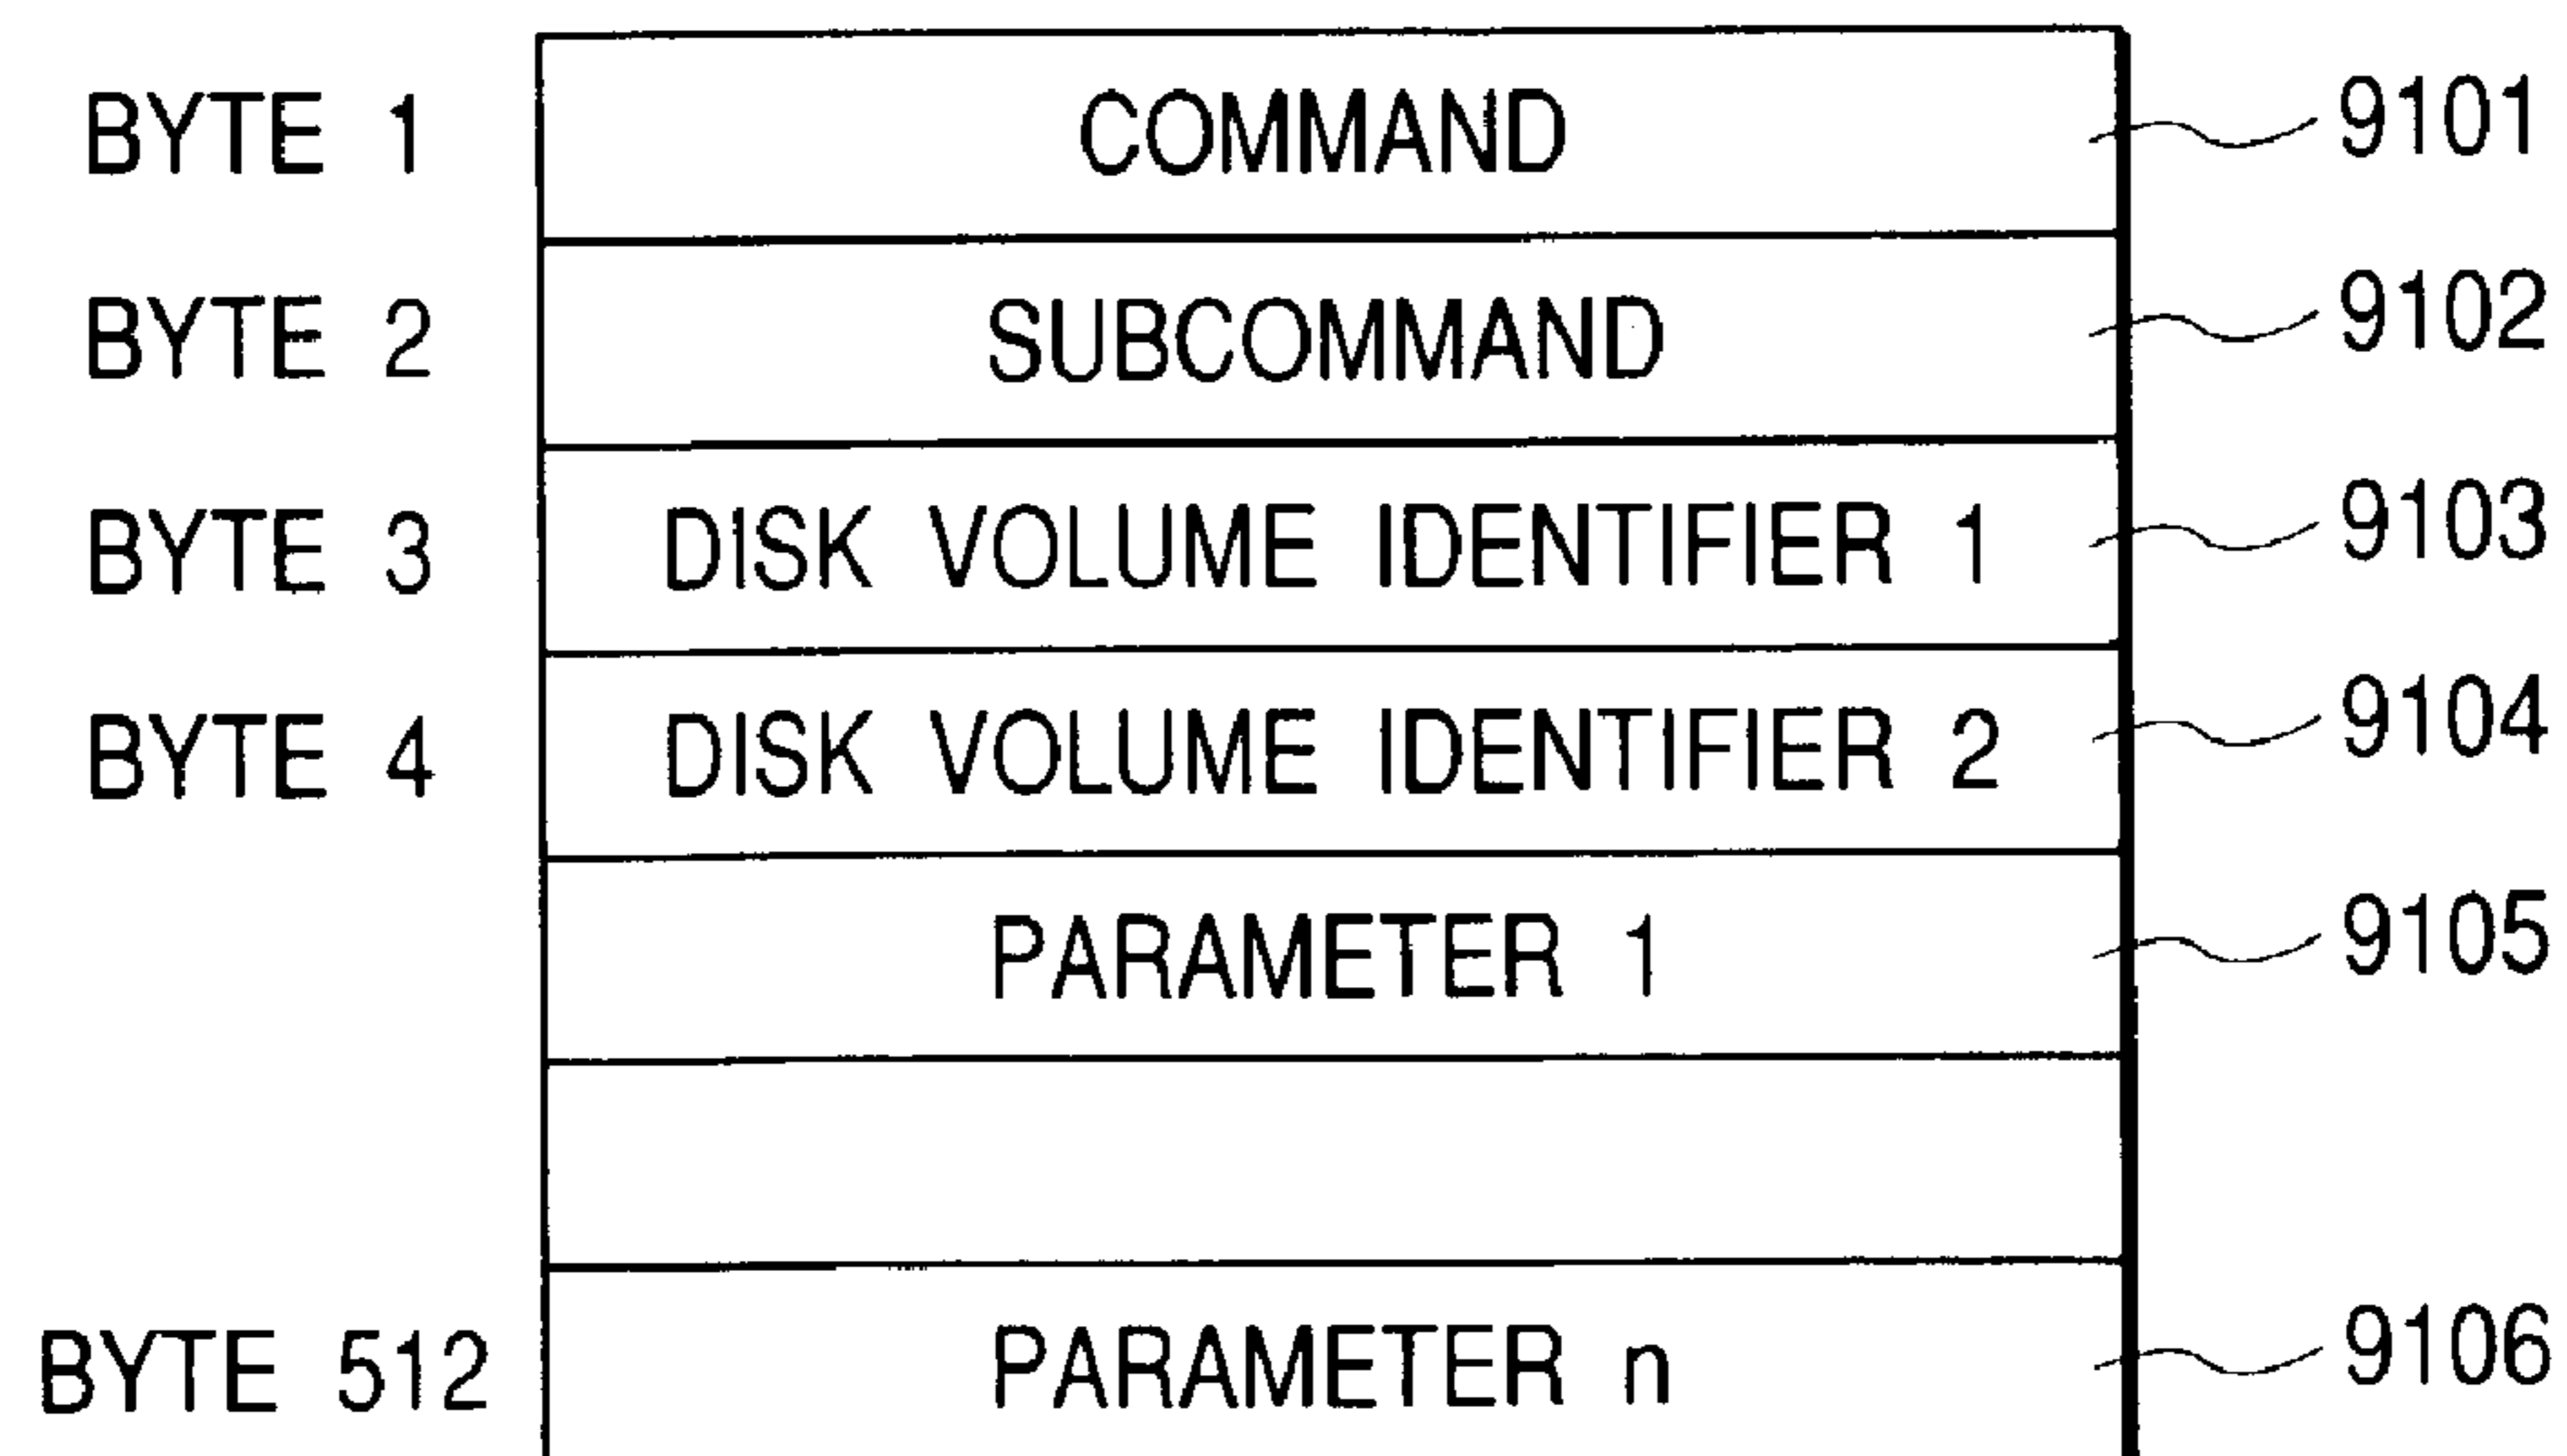 BYTE 1 COMMAND 9101
BYTE 2 SUBCOMMAND 9102
BYTE 3 DISK VOLUME IDENTIFIER 1 9103
BYTE 4 DISK VOLUME IDENTIFIER 2 9104
PARAMETER 1 9105
BYTE 512 PARAMETER n 9106